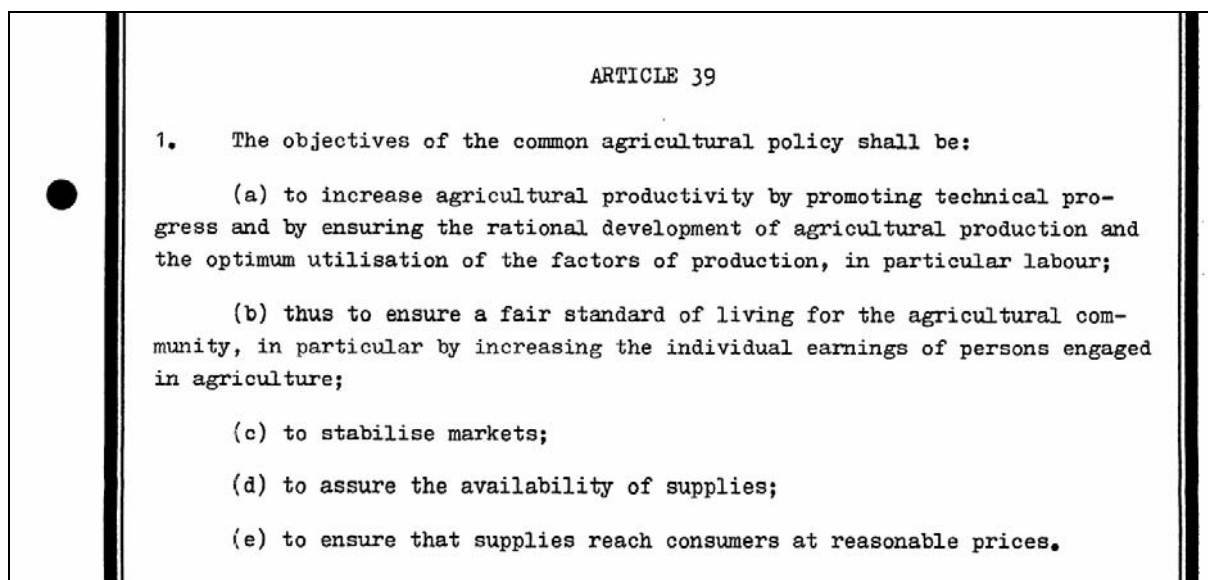 ARTICLE 39
1. The objectives of the common agricultural policy shall be:
(a) to increase agricultural productivity by promoting technical pro-
gress and by ensuring the rational development of agricultural production and
the optimum utilisation of the factors of production, in particular labour;
(b) thus to ensure a fair standard of living for the agricultural com-
munity, in particular by increasing the individual earnings of persons engaged
in agriculture;
(c) to stabilise markets;
(d) to assure the availability of supplies;
(e) to ensure that supplies reach consumers at reasonable prices.